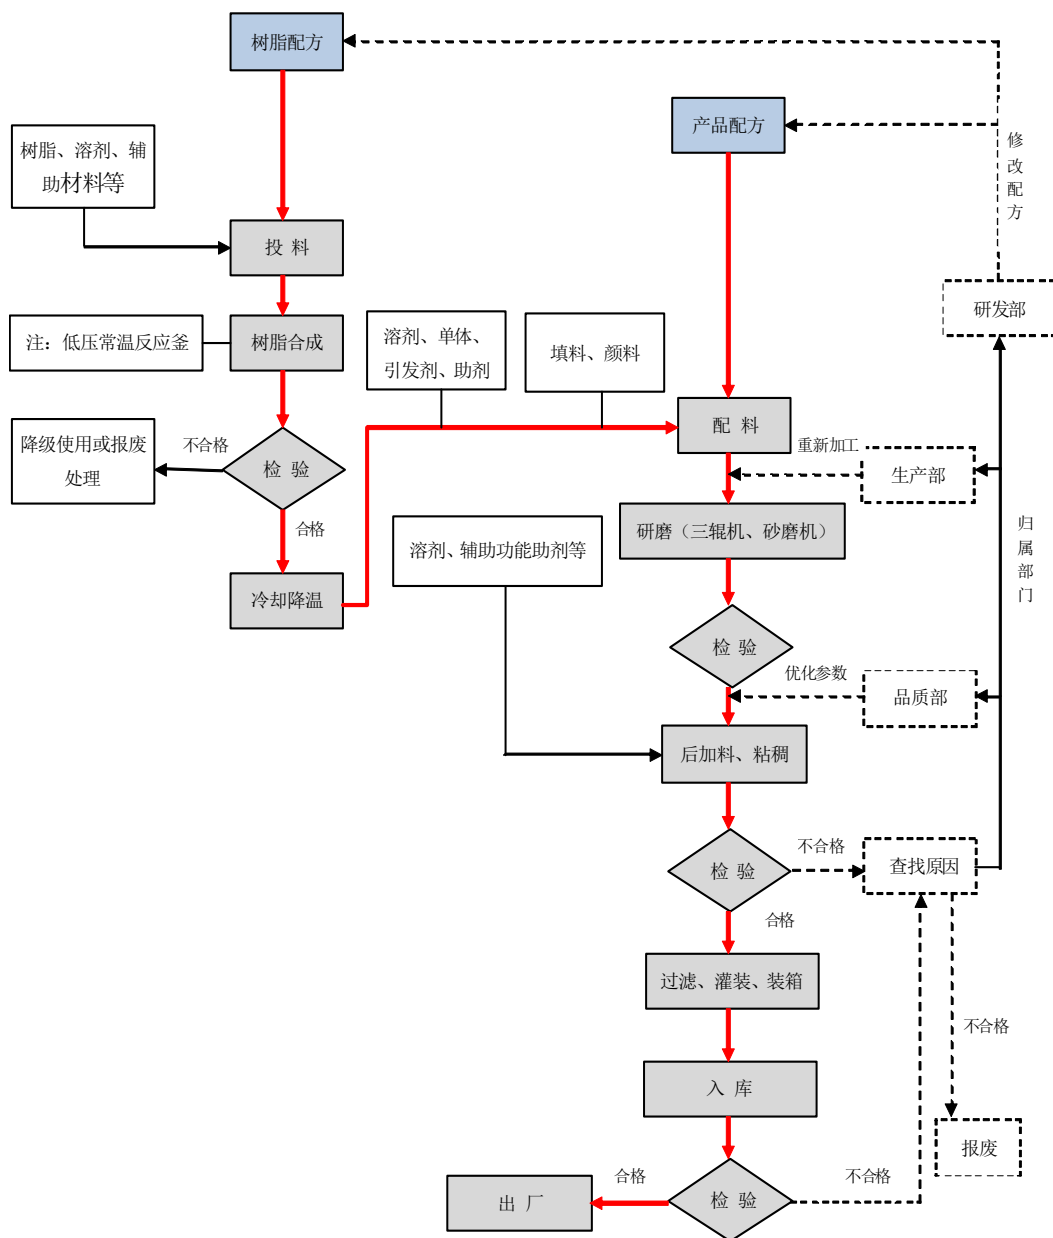 树脂配方
产品配方
树脂、溶剂、辅
助材料等
修
改
配
方
投 料
研发部
注：低压常温反应釜
树脂合成
溶剂、单体、
引发剂、助剂
填料、颜料
配 料
降级使用或报废
处理
不合格
检 验
重新加工
生产部
合格
归
属
部
门
研磨（三辊机、砂磨机）
溶剂、辅助功能助剂等
冷却降温
检 验
优化参数
品质部
后加料、粘稠
检 验
不合格
查找原因
合格
过滤、灌装、装箱
不合格
入 库
报废
合格
不合格
检 验
出 厂